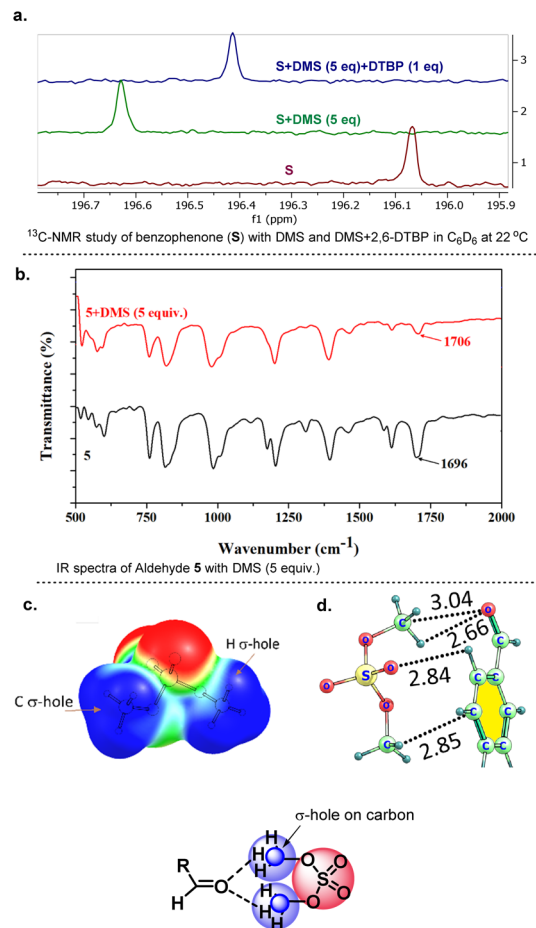 a.
S+DMS (5 eq)+DTBP (1 eq)
3
S+DMS (5 eq)
2
S
1
196.7 196.6 196.5 196.4 196.3 196.2 196.1 196.0 195.9
f1 (ppm)
¹³C-NMR study of benzophenone (S) with DMS and DMS+2,6-DTBP in C₆D₆ at 22 °C
b.
5+DMS (5 equiv.)
1706
Transmittance (%)
5
1696
500 750 1000 1250 1500 1750 2000
Wavenumber (cm⁻¹)
IR spectra of Aldehyde 5 with DMS (5 equiv.)
c.
H σ-hole
C σ-hole
d.
3.04
C O
O 2.66 C
2.84
S O C C
O
O C C
2.85
C C C
σ-hole on carbon
H H
R H O O
S
H O H O O
H H